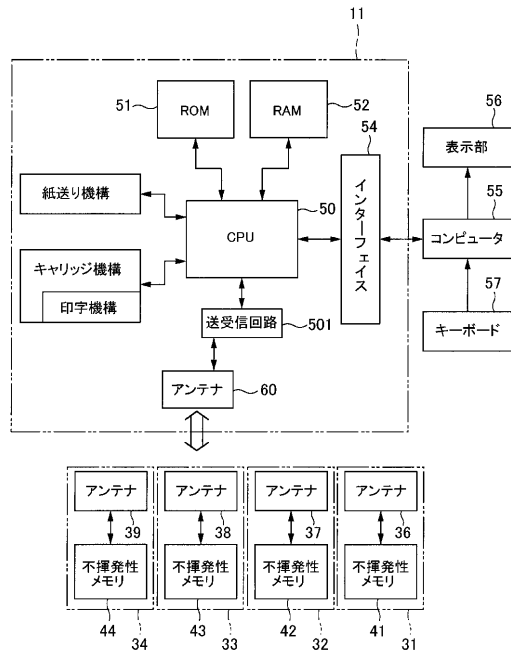 11
51
ROM
RAM
52
54
56
表示部
紙送り機構
50
CPU
インターフェイス
55
コンピュータ
キャリッジ機構
印字機構
57
キーボード
送受信回路
501
アンテナ
60
アンテナ
アンテナ
アンテナ
アンテナ
39
38
37
36
不揮発性
メモリ
不揮発性
メモリ
不揮発性
メモリ
不揮発性
メモリ
44
34
43
33
42
32
41
31